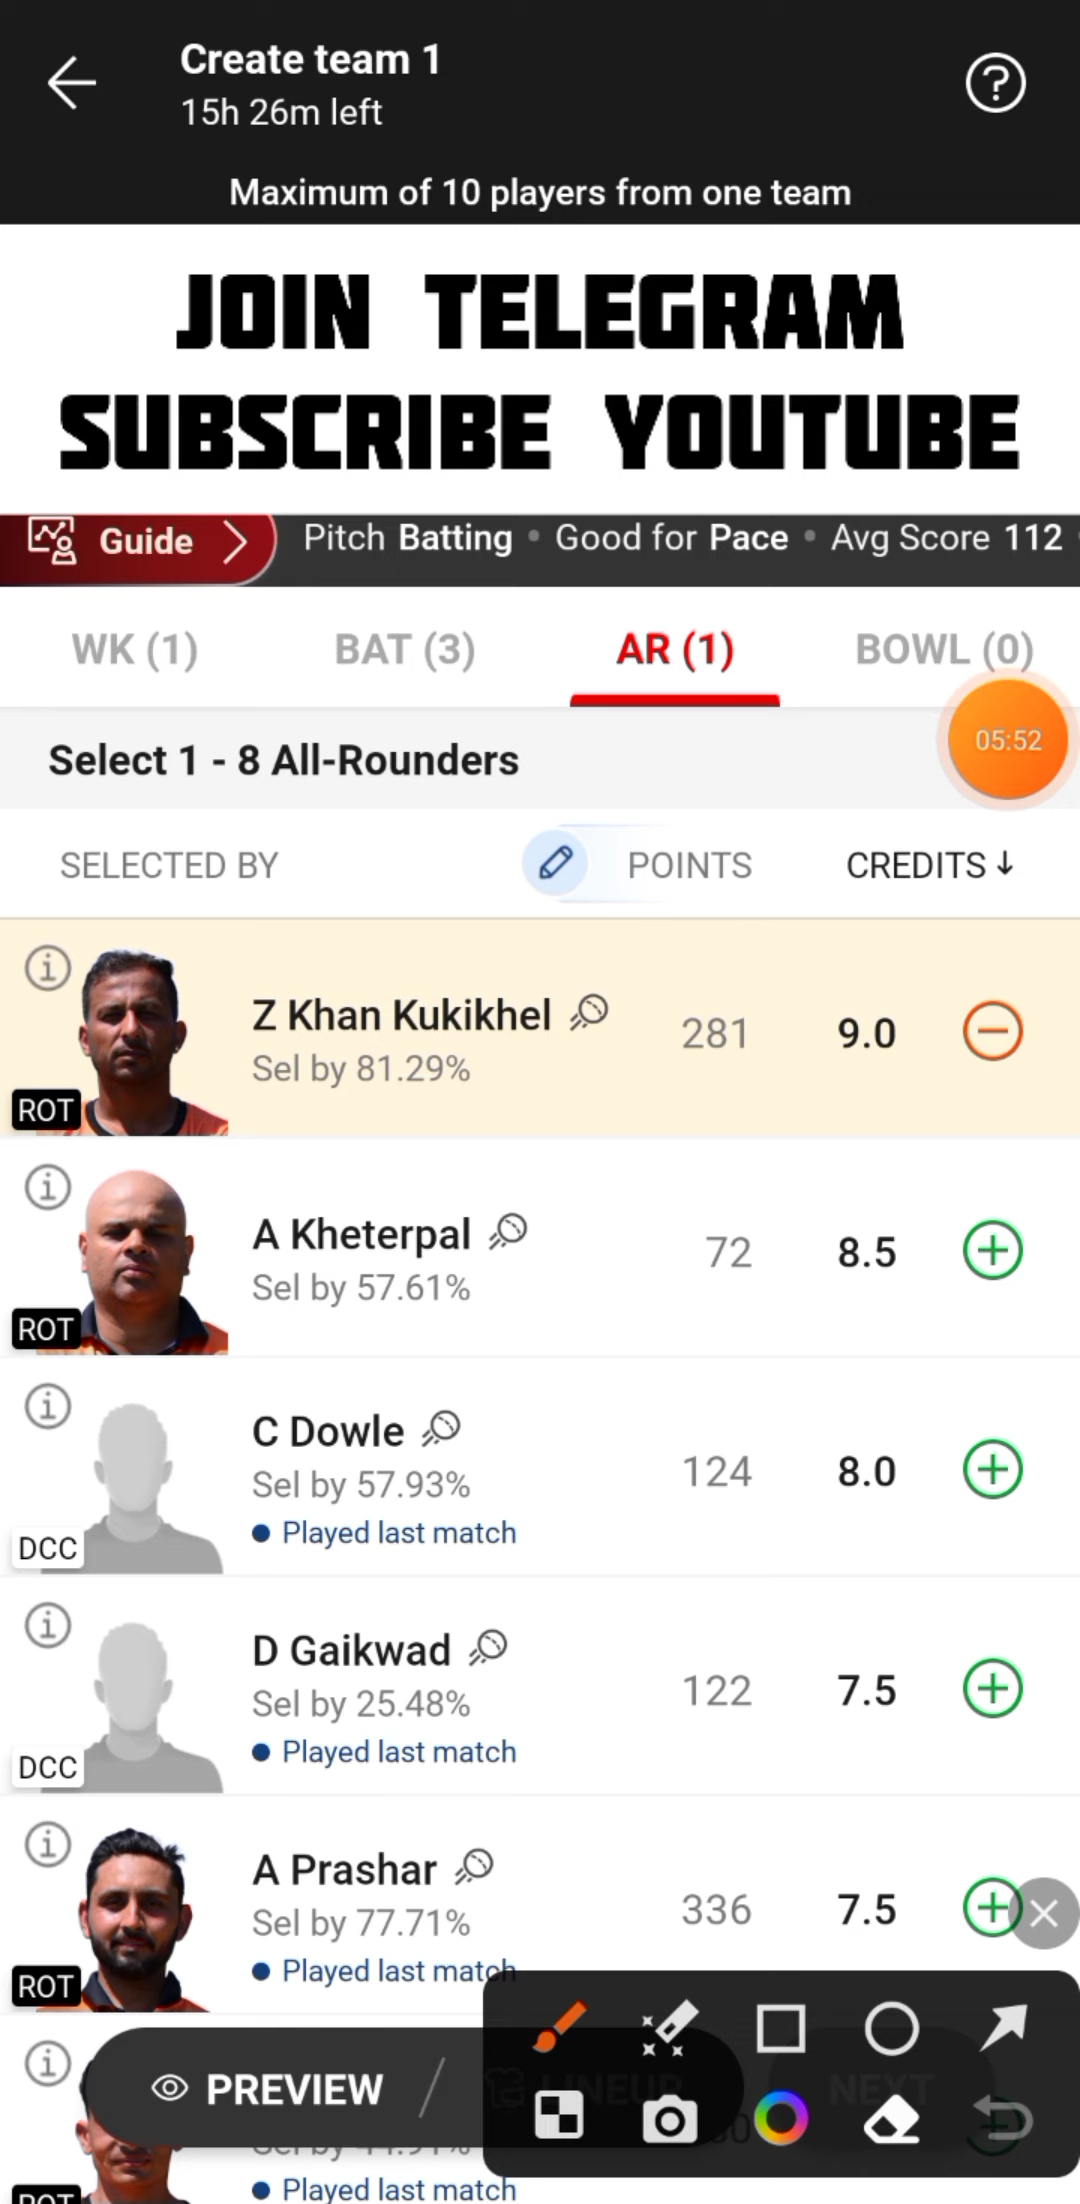 Create team 1
15h 26m left
Maximum of 10 players from one team
JOIN TELEGRAM
SUBSCRIBE YOUTUBE
Guide Pitch Batting • Good for Pace • Avg Score 112
WK (1) BAT (3) AR (1) BOWL (0)
Select 1 - 8 All-Rounders
05:52
SELECTED BY POINTS CREDITS ↓
Z Khan Kukikhel 281 9.0
Sel by 81.29%
ROT
A Kheterpal 72 8.5
Sel by 57.61%
ROT
C Dowle 124 8.0
Sel by 57.93%
Played last match
DCC
D Gaikwad 122 7.5
Sel by 25.48%
Played last match
DCC
A Prashar 336 7.5
Sel by 77.71%
Played last match
ROT
PREVIEW / LINEUP NEXT
Played last match
ROT